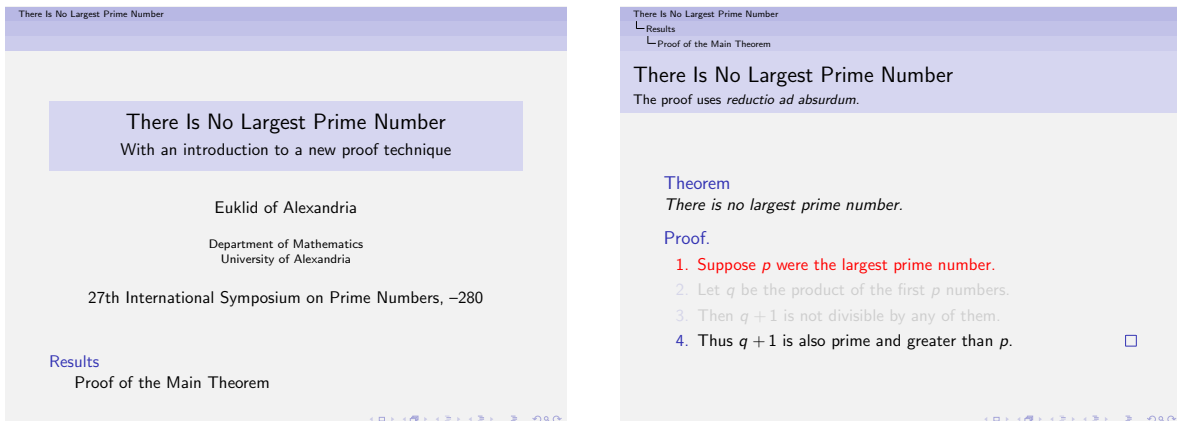 There Is No Largest Prime Number
There Is No Largest Prime Number
With an introduction to a new proof technique
Euklid of Alexandria
Department of Mathematics
University of Alexandria
27th International Symposium on Prime Numbers, –280
Results
Proof of the Main Theorem
There Is No Largest Prime Number
Results
Proof of the Main Theorem
There Is No Largest Prime Number
The proof uses reductio ad absurdum.
Theorem
There is no largest prime number.
Proof.
1. Suppose p were the largest prime number.
2. Let q be the product of the first p numbers.
3. Then q + 1 is not divisible by any of them.
4. Thus q + 1 is also prime and greater than p.